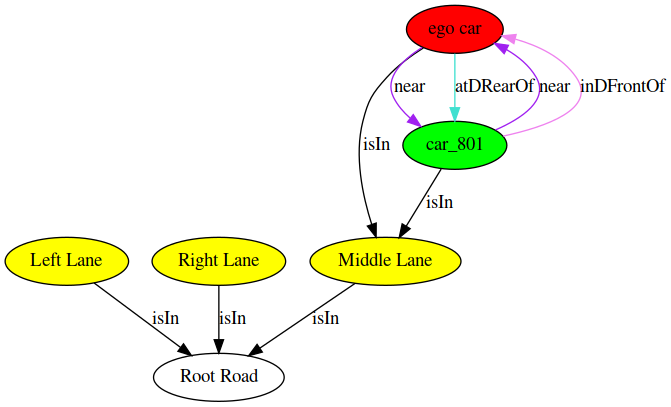 ego car
near
atDRearOf
near
inDFrontOf
car_801
isIn
isIn
Left Lane
Right Lane
Middle Lane
isIn
isIn
isIn
Root Road